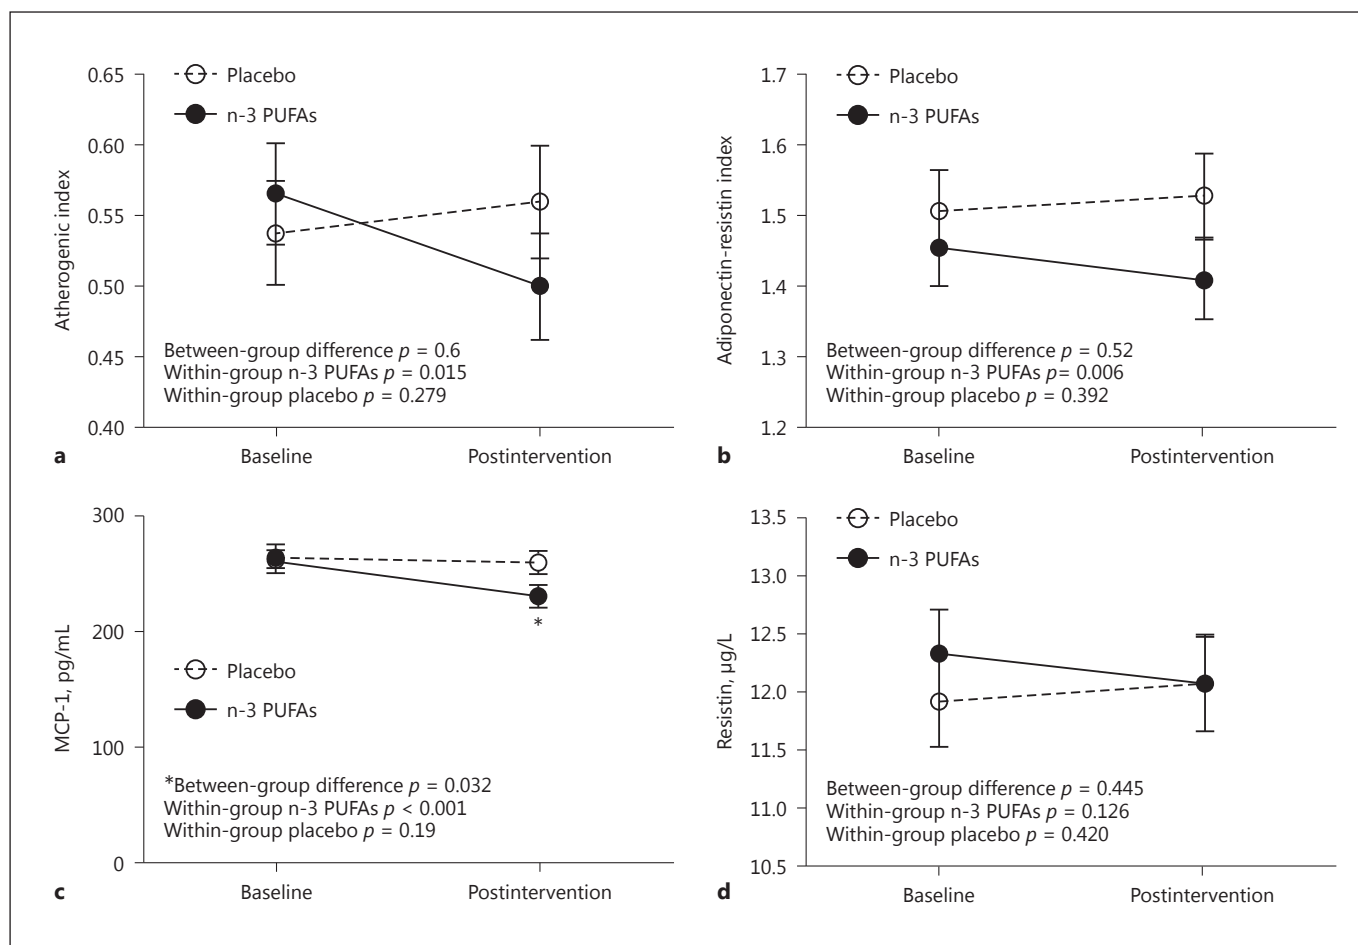 0.65
0.60
0.55
0.50
0.45
0.40
Atherogenic index
Placebo
n-3 PUFAs
Between-group difference p = 0.6
Within-group n-3 PUFAs p = 0.015
Within-group placebo p = 0.279
a
Baseline
Postintervention
1.7
1.6
1.5
1.4
1.3
1.2
Adiponectin-resistin index
Placebo
n-3 PUFAs
Between-group difference p = 0.52
Within-group n-3 PUFAs p= 0.006
Within-group placebo p = 0.392
b
Baseline
Postintervention
300
200
100
0
MCP-1, pg/mL
*
Placebo
n-3 PUFAs
*Between-group difference p = 0.032
Within-group n-3 PUFAs p < 0.001
Within-group placebo p = 0.19
c
Baseline
Postintervention
13.5
13.0
12.5
12.0
11.5
11.0
10.5
Resistin, µg/L
Placebo
n-3 PUFAs
Between-group difference p = 0.445
Within-group n-3 PUFAs p = 0.126
Within-group placebo p = 0.420
d
Baseline
Postintervention